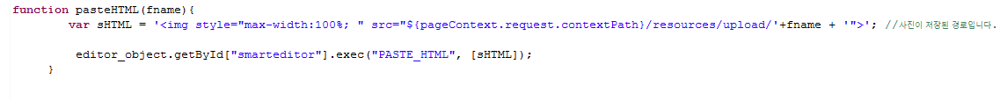 function pasteHTML(fname){
var sHTML = '<img style="max-width:100%; " src="${pageContext.request.contextPath}/resources/upload/'+fname + '">'; //사진이 저장된 경로입니다.
editor_object.getById["smarteditor"].exec("PASTE_HTML", [sHTML]);
}